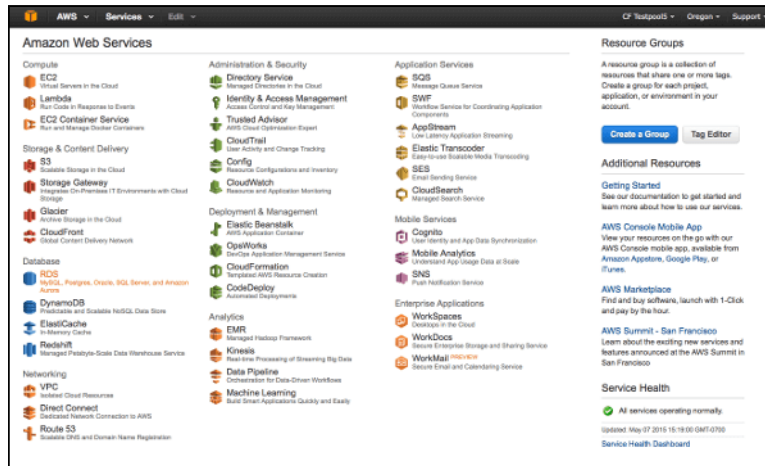 AWS Services Edit CF Testpool5 Oregon Support
Amazon Web Services
Compute
EC2
Virtual Servers in the Cloud
Lambda
Run Code in Response to Events
EC2 Container Service
Run and Manage Docker Containers
Storage & Content Delivery
S3
Scalable Storage in the Cloud
Storage Gateway
Integrates On-Premises IT Environments with Cloud
Storage
Glacier
Archive Storage in the Cloud
CloudFront
Global Content Delivery Network
Database
RDS
MySQL, Postgres, Oracle, SQL Server, and Amazon
Aurora
DynamoDB
Predictable and Scalable NoSQL Data Store
ElastiCache
In-Memory Cache
Redshift
Managed Petabyte-Scale Data Warehouse Service
Networking
VPC
Isolated Cloud Resources
Direct Connect
Dedicated Network Connection to AWS
Route 53
Scalable DNS and Domain Name Registration
Administration & Security
Directory Service
Managed Directories in the Cloud
Identity & Access Management
Access Control and Key Management
Trusted Advisor
AWS Cloud Optimization Expert
CloudTrail
User Activity and Change Tracking
Config
Resource Configurations and Inventory
CloudWatch
Resource and Application Monitoring
Deployment & Management
Elastic Beanstalk
AWS Application Container
OpsWorks
DevOps Application Management Service
CloudFormation
Templated AWS Resource Creation
CodeDeploy
Automated Deployments
Analytics
EMR
Managed Hadoop Framework
Kinesis
Real-time Processing of Streaming Big Data
Data Pipeline
Orchestration for Data-Driven Workflows
Machine Learning
Build Smart Applications Quickly and Easily
Application Services
SQS
Message Queue Service
SWF
Workflow Service for Coordinating Application
Components
AppStream
Low Latency Application Streaming
Elastic Transcoder
Easy-to-use Scalable Media Transcoding
SES
Email Sending Service
CloudSearch
Managed Search Service
Mobile Services
Cognito
User Identity and App Data Synchronization
Mobile Analytics
Understand App Usage Data at Scale
SNS
Push Notification Service
Enterprise Applications
WorkSpaces
Desktops in the Cloud
WorkDocs
Secure Enterprise Storage and Sharing Service
WorkMail PREVIEW
Secure Email and Calendaring Service
Resource Groups
A resource group is a collection of
resources that share one or more tags.
Create a group for each project,
application, or environment in your
account.
Create a Group Tag Editor
Additional Resources
Getting Started
See our documentation to get started and
learn more about how to use our services.
AWS Console Mobile App
View your resources on the go with our
AWS Console mobile app, available from
Amazon Appstore, Google Play, or
iTunes.
AWS Marketplace
Find and buy software, launch with 1-Click
and pay by the hour.
AWS Summit - San Francisco
Learn about the exciting new services and
features announced at the AWS Summit in
San Francisco
Service Health
All services operating normally.
Updated: May 07 2015 15:19:00 GMT-0700
Service Health Dashboard